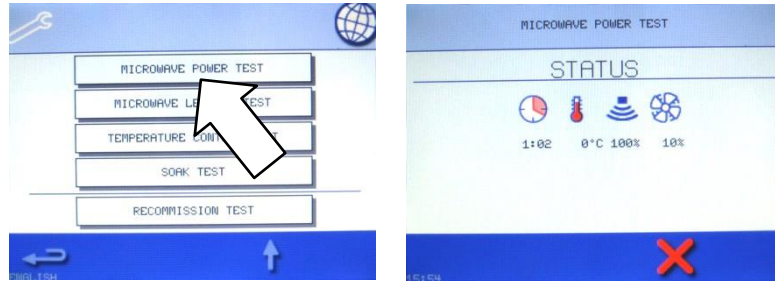 MICROWAVE POWER TEST
MICROWAVE LE TEST
TEMPERATURE CONT T
SOAK TEST
RECOMMISSION TEST
ENGLISH
MICROWAVE POWER TEST
STATUS
1:02 0°C 100% 10%
15:54